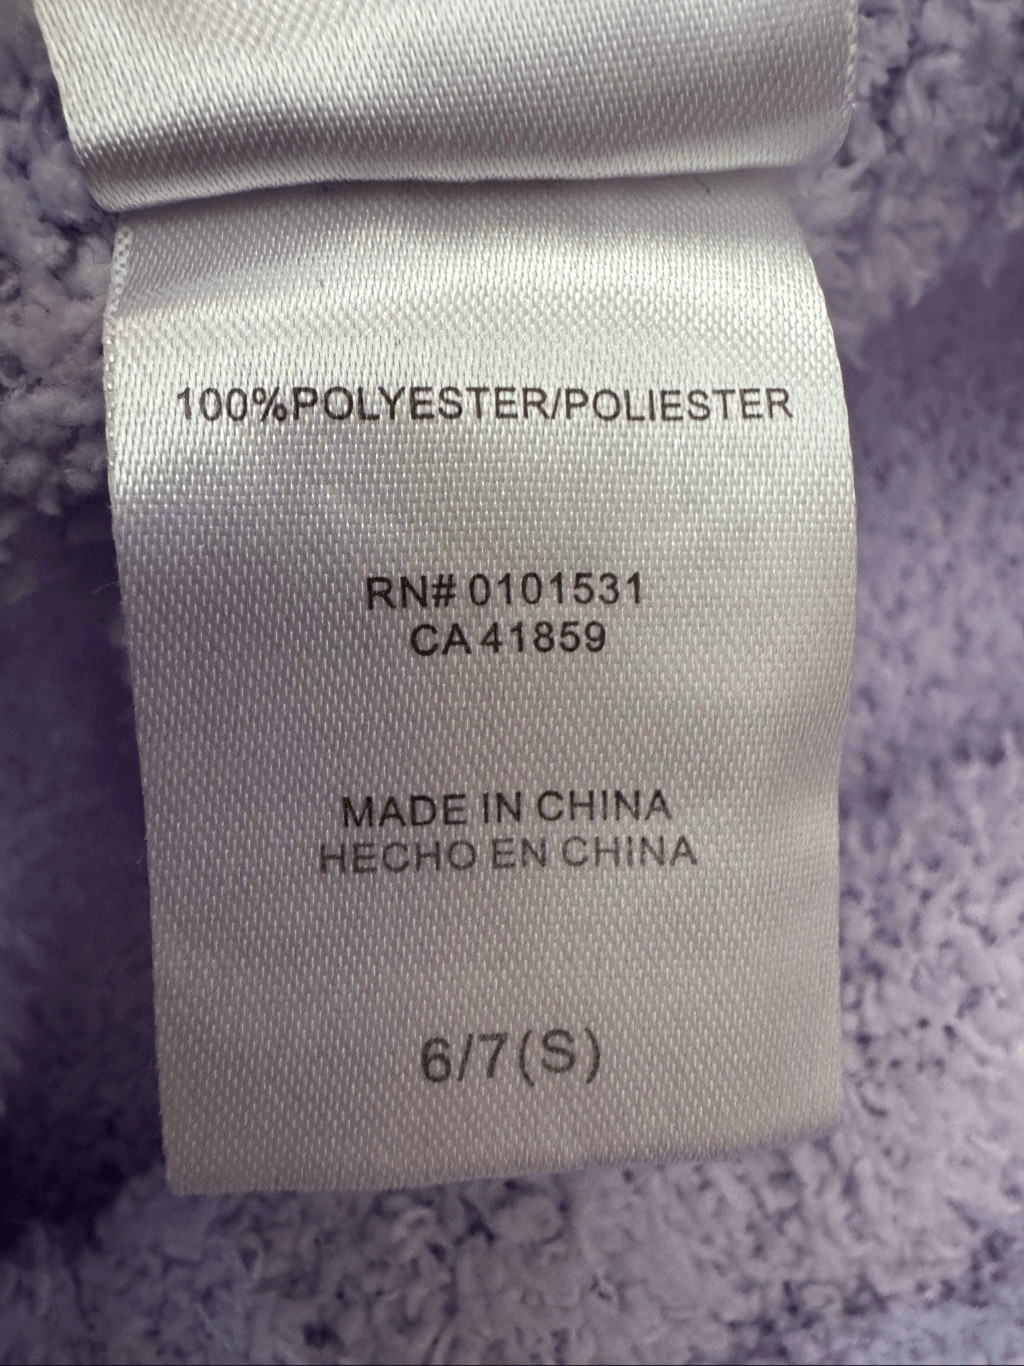 100%POLYESTER/POLIESTER
RN# 0101531
CA 41859
MADE IN CHINA
HECHO EN CHINA
6/7(S)